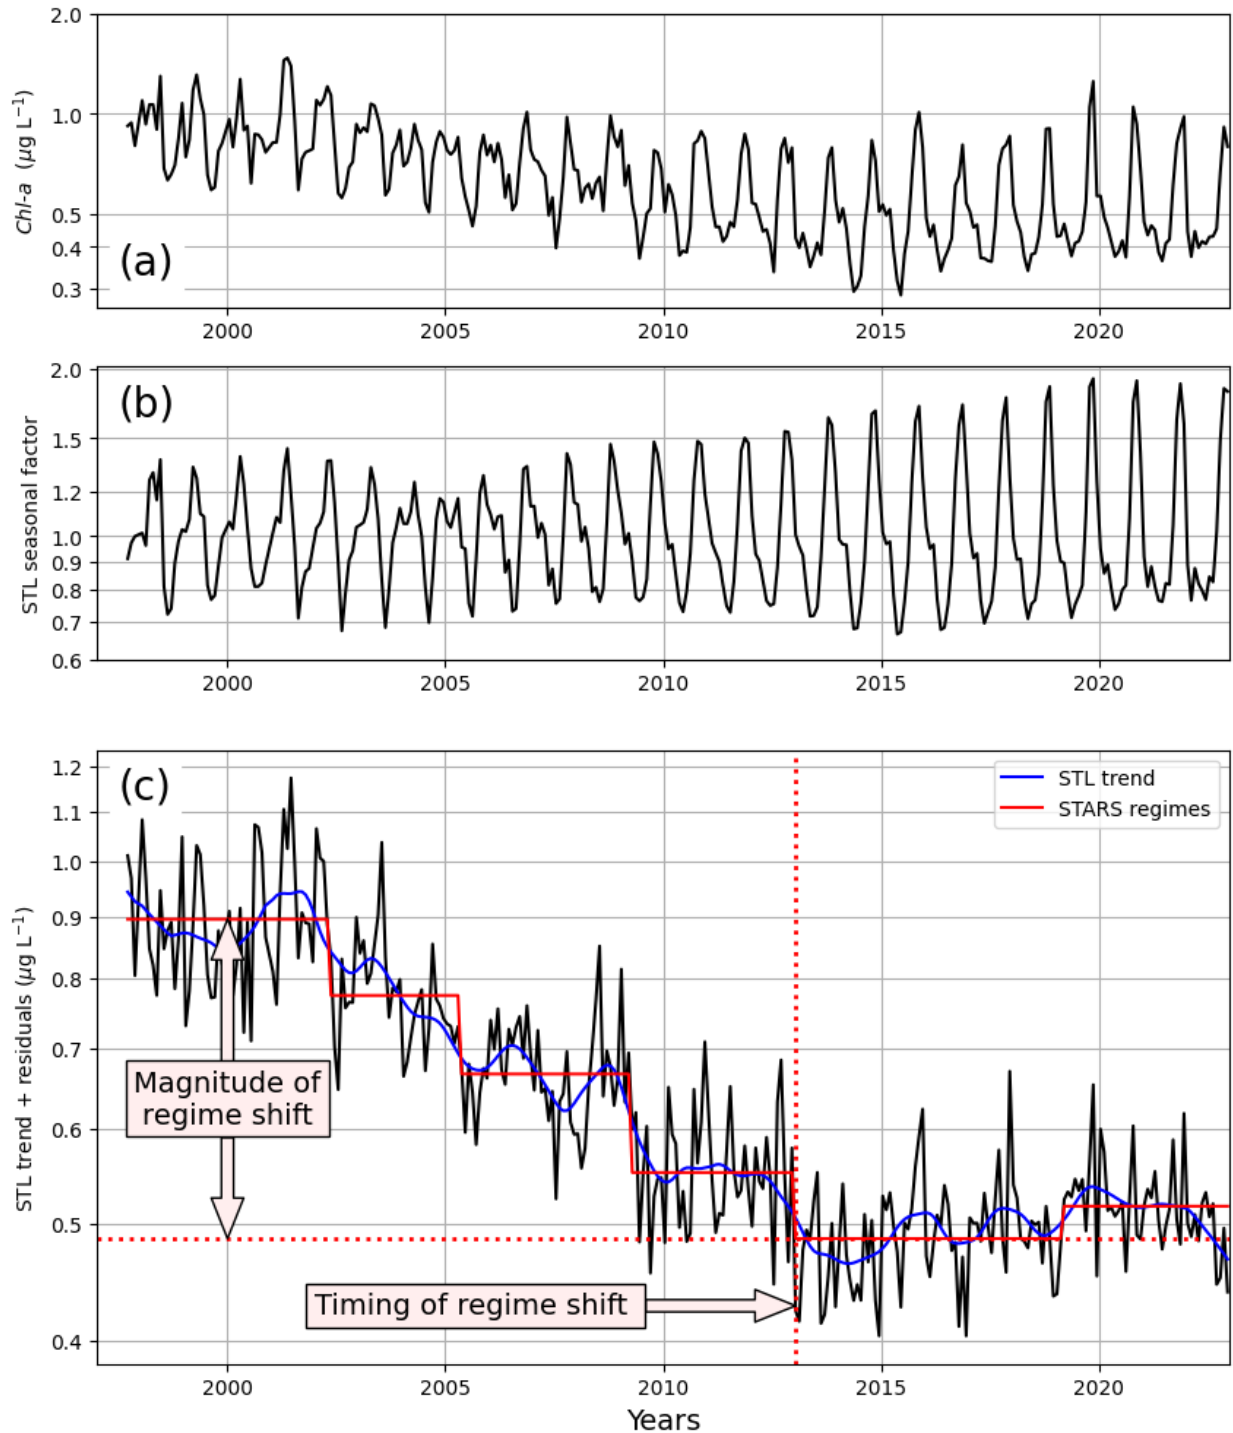 2.0
1.0
0.5
0.4
0.3
Chl-a (μg L⁻¹)
(a)
2000 2005 2010 2015 2020
2.0
1.5
1.2
1.0
0.9
0.8
0.7
0.6
STL seasonal factor
(b)
2000 2005 2010 2015 2020
1.2
1.1
1.0
0.9
0.8
0.7
0.6
0.5
0.4
STL trend + residuals (μg L⁻¹)
(c)
STL trend
STARS regimes
Magnitude of
regime shift
Timing of regime shift
2000 2005 2010 2015 2020
Years